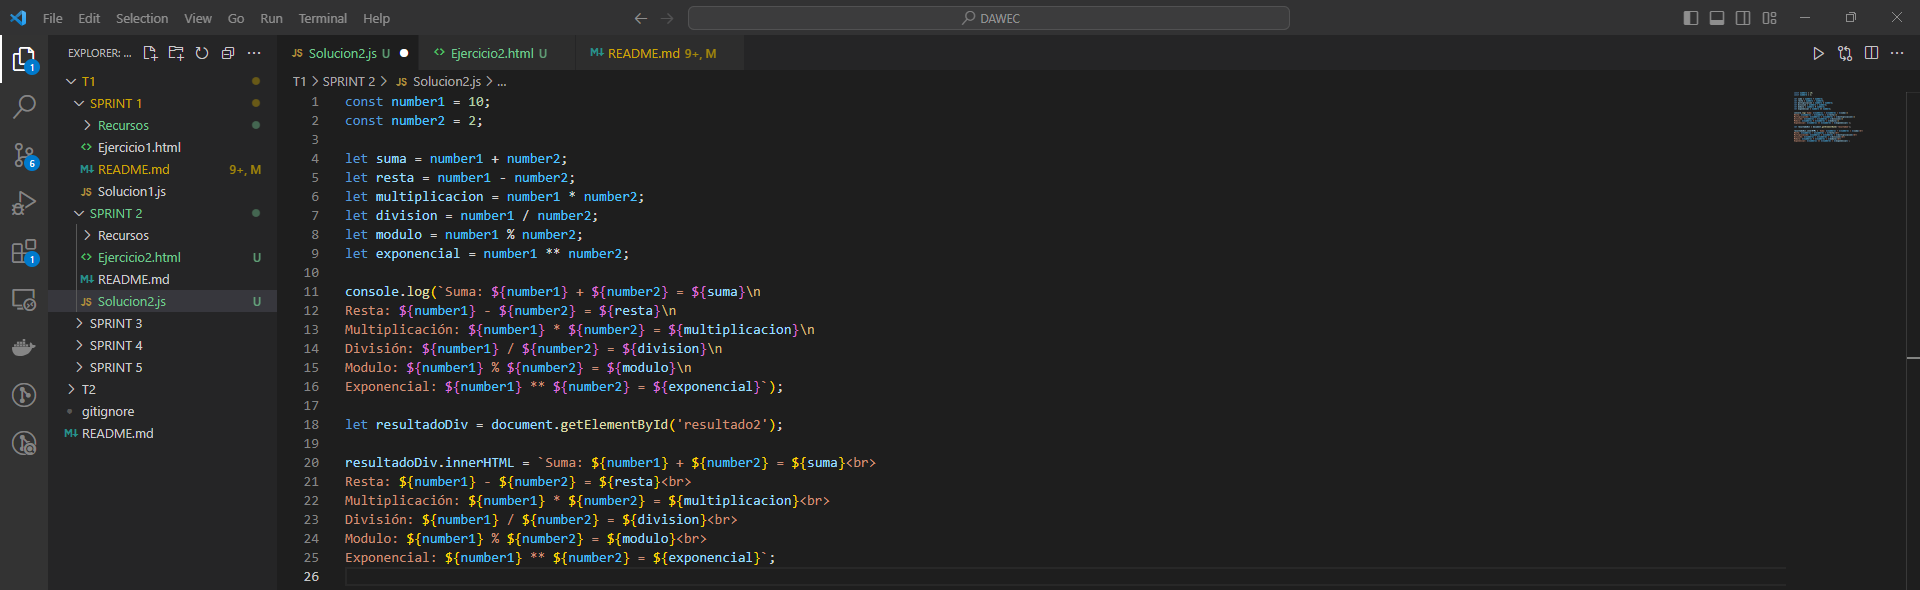 File Edit Selection View Go Run Terminal Help
DAWEC
EXPLORER: ...
Solucion2.js U
Ejercicio2.html U
README.md 9+, M
T1 > SPRINT 2 > JS Solucion2.js > ...
T1
SPRINT 1
Recursos
Ejercicio1.html
README.md 9+, M
Solucion1.js
SPRINT 2
Recursos
Ejercicio2.html U
README.md
Solucion2.js U
SPRINT 3
SPRINT 4
SPRINT 5
T2
gitignore
README.md
1
6
1
1 const number1 = 10;
2 const number2 = 2;
3
4 let suma = number1 + number2;
5 let resta = number1 - number2;
6 let multiplicacion = number1 * number2;
7 let division = number1 / number2;
8 let modulo = number1 % number2;
9 let exponencial = number1 ** number2;
10
11 console.log(`Suma: ${number1} + ${number2} = ${suma}\n
12 Resta: ${number1} - ${number2} = ${resta}\n
13 Multiplicación: ${number1} * ${number2} = ${multiplicacion}\n
14 División: ${number1} / ${number2} = ${division}\n
15 Modulo: ${number1} % ${number2} = ${modulo}\n
16 Exponencial: ${number1} ** ${number2} = ${exponencial}`);
17
18 let resultadoDiv = document.getElementById('resultado2');
19
20 resultadoDiv.innerHTML = `Suma: ${number1} + ${number2} = ${suma}<br>
21 Resta: ${number1} - ${number2} = ${resta}<br>
22 Multiplicación: ${number1} * ${number2} = ${multiplicacion}<br>
23 División: ${number1} / ${number2} = ${division}<br>
24 Modulo: ${number1} % ${number2} = ${modulo}<br>
25 Exponencial: ${number1} ** ${number2} = ${exponencial}`;
26